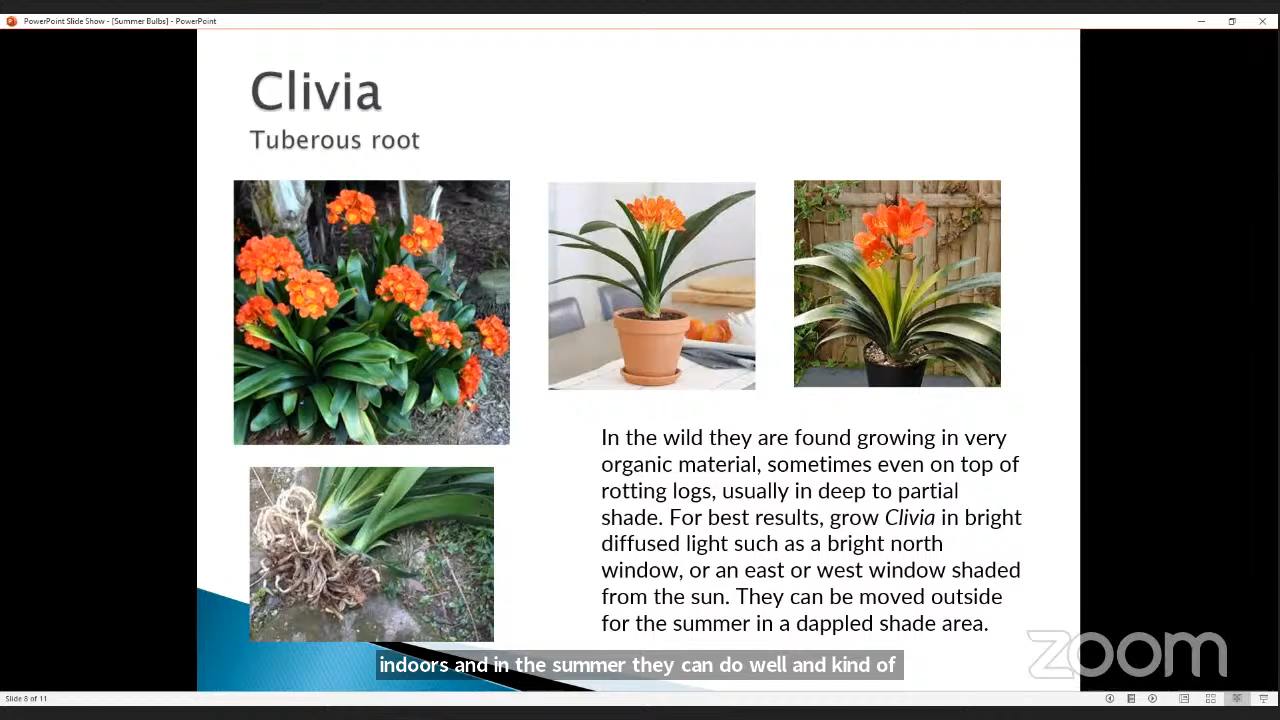 PowerPoint Slide Show - [Summer Bulbs] - PowerPoint
Clivia
Tuberous root
In the wild they are found growing in very
organic material, sometimes even on top of
rotting logs, usually in deep to partial
shade. For best results, grow Clivia in bright
diffused light such as a bright north
window, or an east or west window shaded
from the sun. They can be moved outside
for the summer in a dappled shade area.
zoom
indoors and in the summer they can do well and kind of
Slide 8 of 11